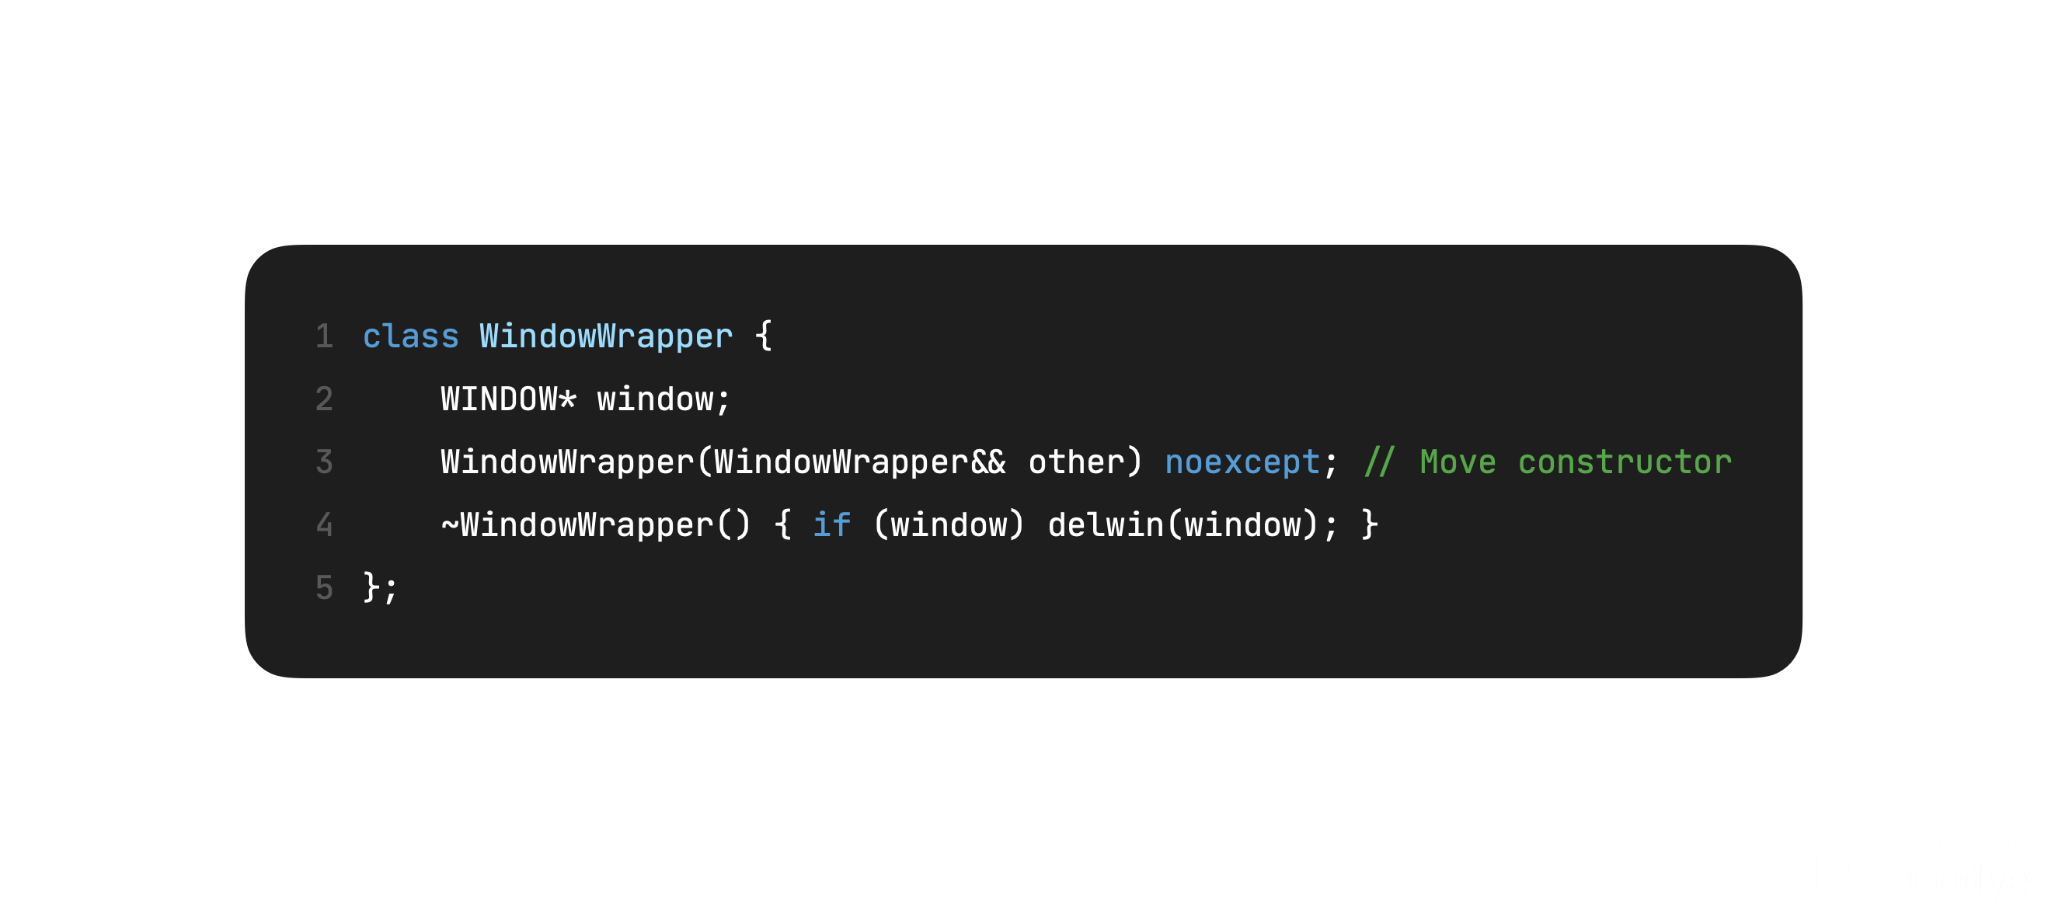 1 class WindowWrapper {
2 WINDOW* window;
3 WindowWrapper(WindowWrapper&& other) noexcept; // Move constructor
4 ~WindowWrapper() { if (window) delwin(window); }
5 };